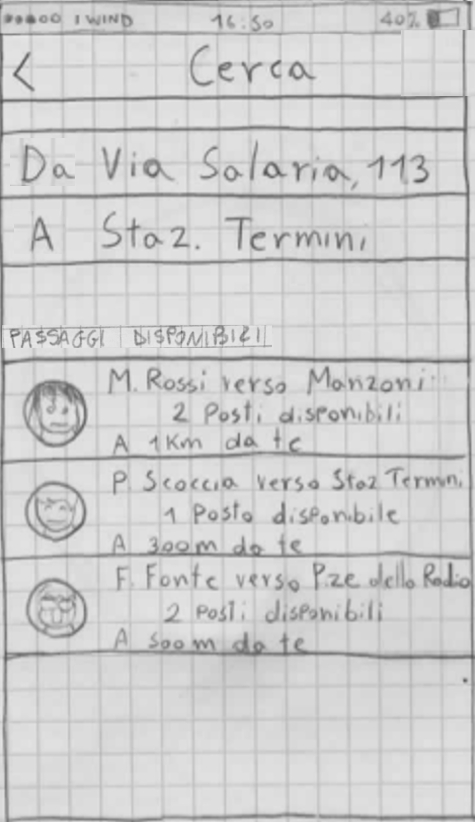 ●●●○○ I WIND 16:50 40%
< Cerca
Da Via Salaria, 113
A Staz. Termini
PASSAGGI DISPONIBILI
M. Rossi verso Manzoni
2 Posti disponibili
A 1Km da te
P. Scoccia verso Staz Termini
1 Posto disponibile
A 300m da te
F. Fonte verso P.ze della Radio
2 Posti disponibili
A 500m da te